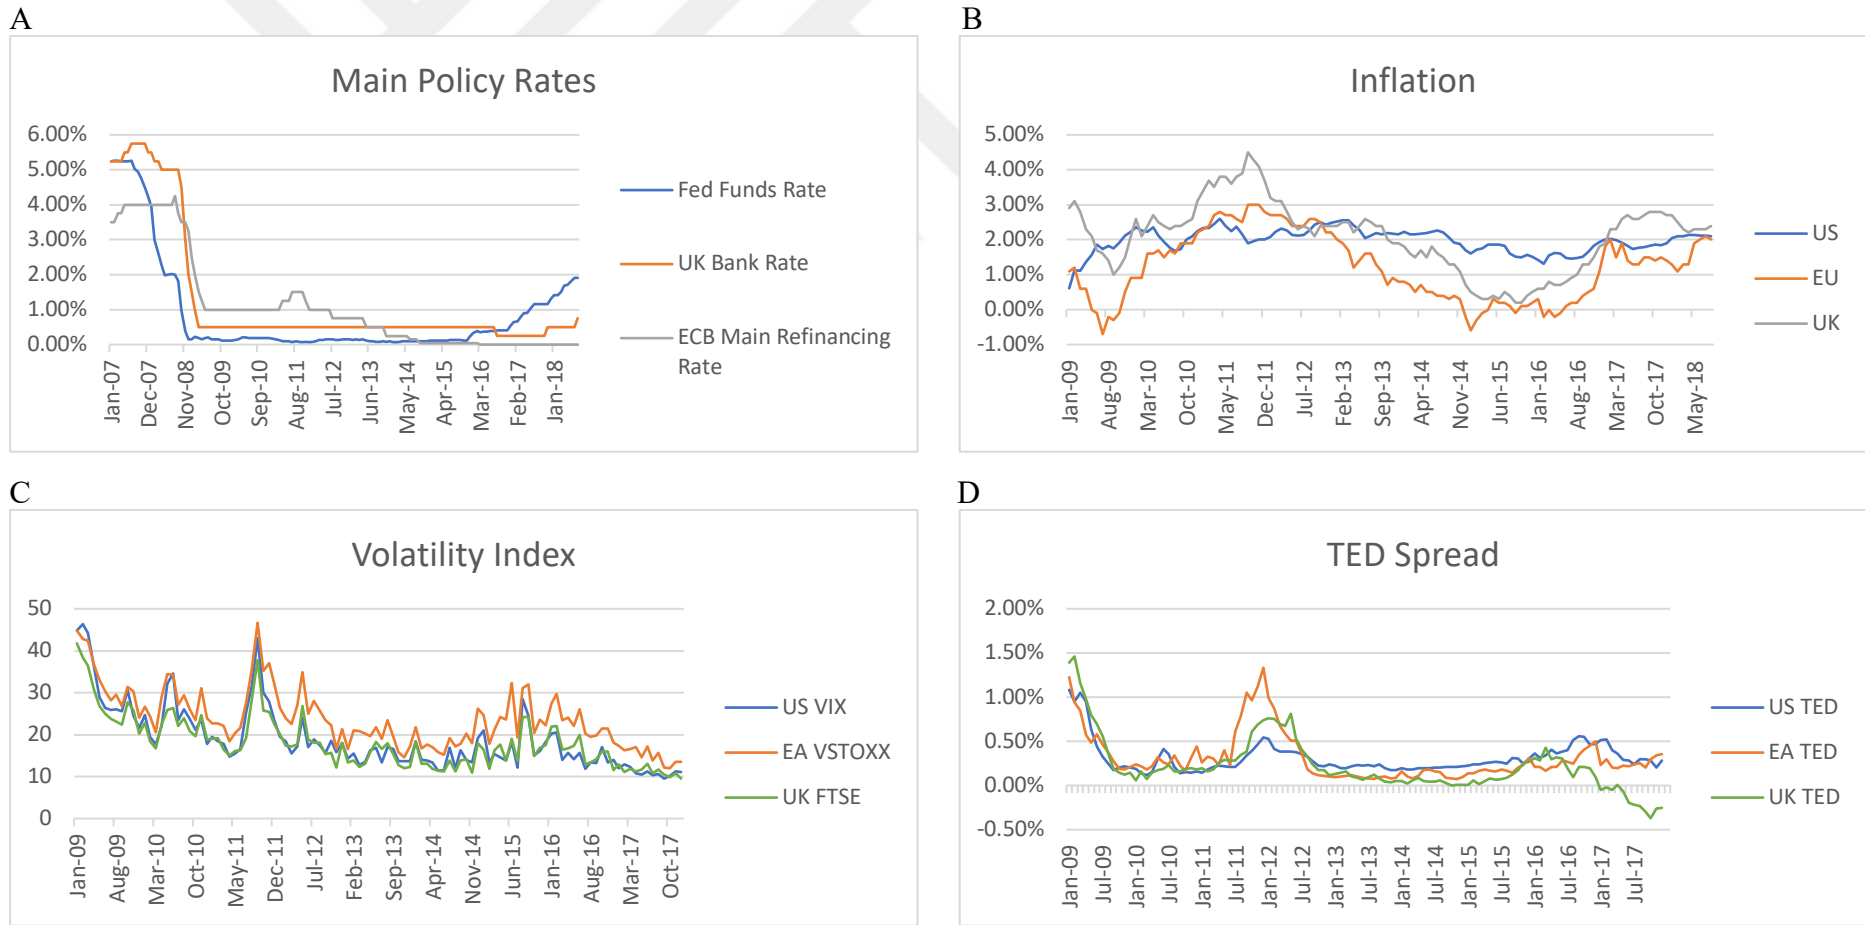 A
Main Policy Rates
6.00%
5.00%
4.00%
3.00%
2.00%
1.00%
0.00%
Jan-07
Dec-07
Nov-08
Oct-09
Sep-10
Aug-11
Jul-12
Jun-13
May-14
Apr-15
Mar-16
Feb-17
Jan-18
Fed Funds Rate
UK Bank Rate
ECB Main Refinancing
Rate
B
Inflation
5.00%
4.00%
3.00%
2.00%
1.00%
0.00%
-1.00%
Jan-09
Aug-09
Mar-10
Oct-10
May-11
Dec-11
Jul-12
Feb-13
Sep-13
Apr-14
Nov-14
Jun-15
Jan-16
Aug-16
Mar-17
Oct-17
May-18
US
EU
UK
C
Volatility Index
50
40
30
20
10
0
Jan-09
Aug-09
Mar-10
Oct-10
May-11
Dec-11
Jul-12
Feb-13
Sep-13
Apr-14
Nov-14
Jun-15
Jan-16
Aug-16
Mar-17
Oct-17
US VIX
EA VSTOXX
UK FTSE
D
TED Spread
2.00%
1.50%
1.00%
0.50%
0.00%
-0.50%
Jan-09
Jul-09
Jan-10
Jul-10
Jan-11
Jul-11
Jan-12
Jul-12
Jan-13
Jul-13
Jan-14
Jul-14
Jan-15
Jul-15
Jan-16
Jul-16
Jan-17
Jul-17
US TED
EA TED
UK TED